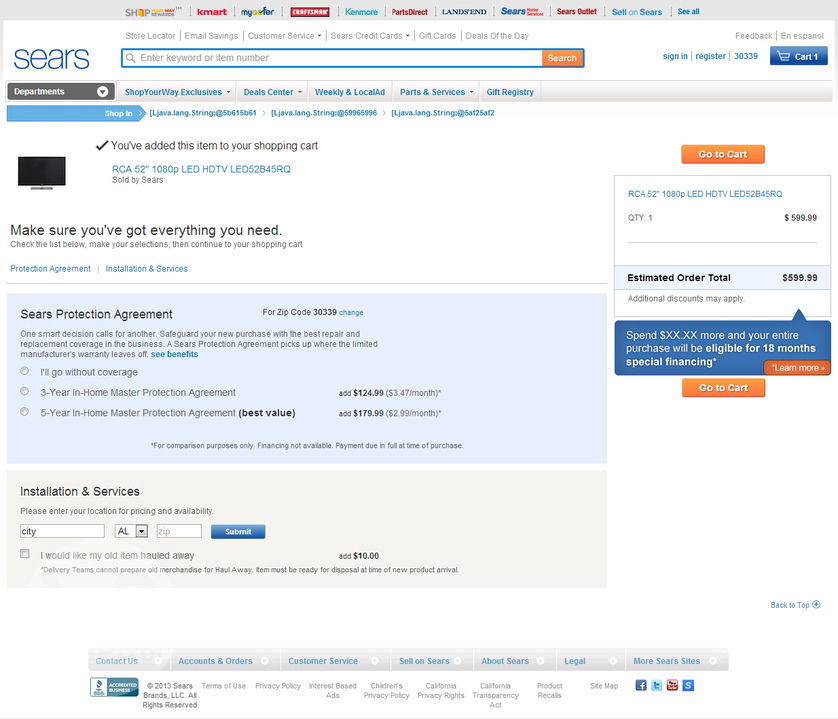 SHOP YOUR WAY REWARDS kmart mygofer CRAFTSMAN Kenmore PartsDirect LANDS'END Sears Home Services Sears Outlet Sell on Sears See all
Store Locator Email Savings Customer Service Sears Credit Cards Gift Cards Deals Of the Day Feedback En espanol
sears Enter keyword or item number Search sign in register 30339 Cart 1
Departments ShopYourWay Exclusives Deals Center Weekly & LocalAd Parts & Services Gift Registry
Shop In [Ljava.lang.String;@5b615b61 [Ljava.lang.String;@59965996 [Ljava.lang.String;@5af25af2
You've added this item to your shopping cart
RCA 52" 1080p LED HDTV LED52B45RQ
Sold by Sears
Go to Cart
RCA 52" 1080p LED HDTV LED52B45RQ
QTY: 1 $ 599.99
Estimated Order Total $599.99
Additional discounts may apply.
Spend $XX.XX more and your entire
purchase will be eligible for 18 months
special financing*
*Learn more »
Go to Cart
Make sure you've got everything you need.
Check the list below, make your selections, then continue to your shopping cart
Protection Agreement Installation & Services
Sears Protection Agreement For Zip Code 30339 change
One smart decision calls for another. Safeguard your new purchase with the best repair and
replacement coverage in the business. A Sears Protection Agreement picks up where the limited
manufacturer's warranty leaves off. see benefits
I'll go without coverage
3-Year In-Home Master Protection Agreement add $124.99 ($3.47/month)*
5-Year In-Home Master Protection Agreement (best value) add $179.99 ($2.99/month)*
*For comparison purposes only. Financing not available. Payment due in full at time of purchase.
Installation & Services
Please enter your location for pricing and availability.
city AL zip Submit
I would like my old item hauled away add $10.00
*Delivery Teams cannot prepare old merchandise for Haul Away. Item must be ready for disposal at time of new product arrival.
Back to Top
Contact Us Accounts & Orders Customer Service Sell on Sears About Sears Legal More Sears Sites
BBB ACCREDITED BUSINESS
© 2013 Sears
Brands, LLC. All
Rights Reserved
Terms of Use
Privacy Policy
Interest Based
Ads
Children's
Privacy Policy
California
Privacy Rights
California
Transparency
Act
Product
Recalls
Site Map